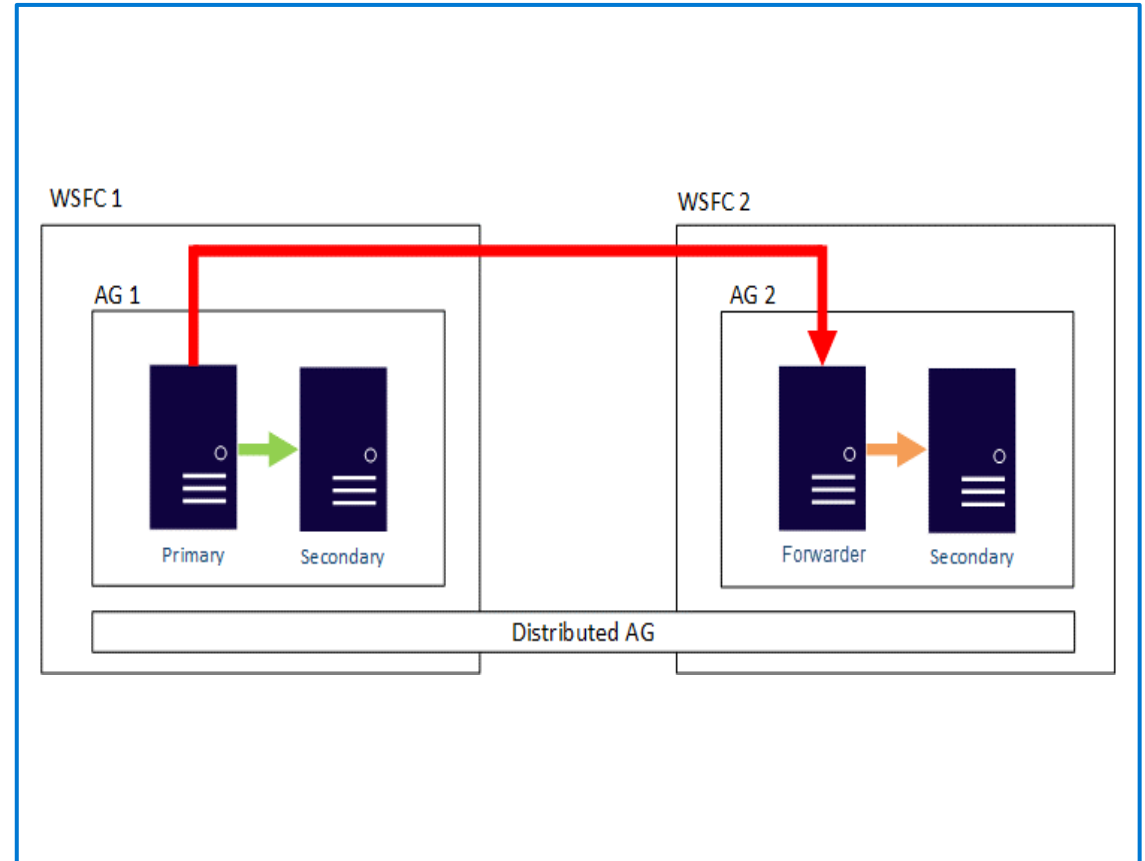 WSFC 1
WSFC 2
AG 1
AG 2
Primary
Secondary
Forwarder
Secondary
Distributed AG